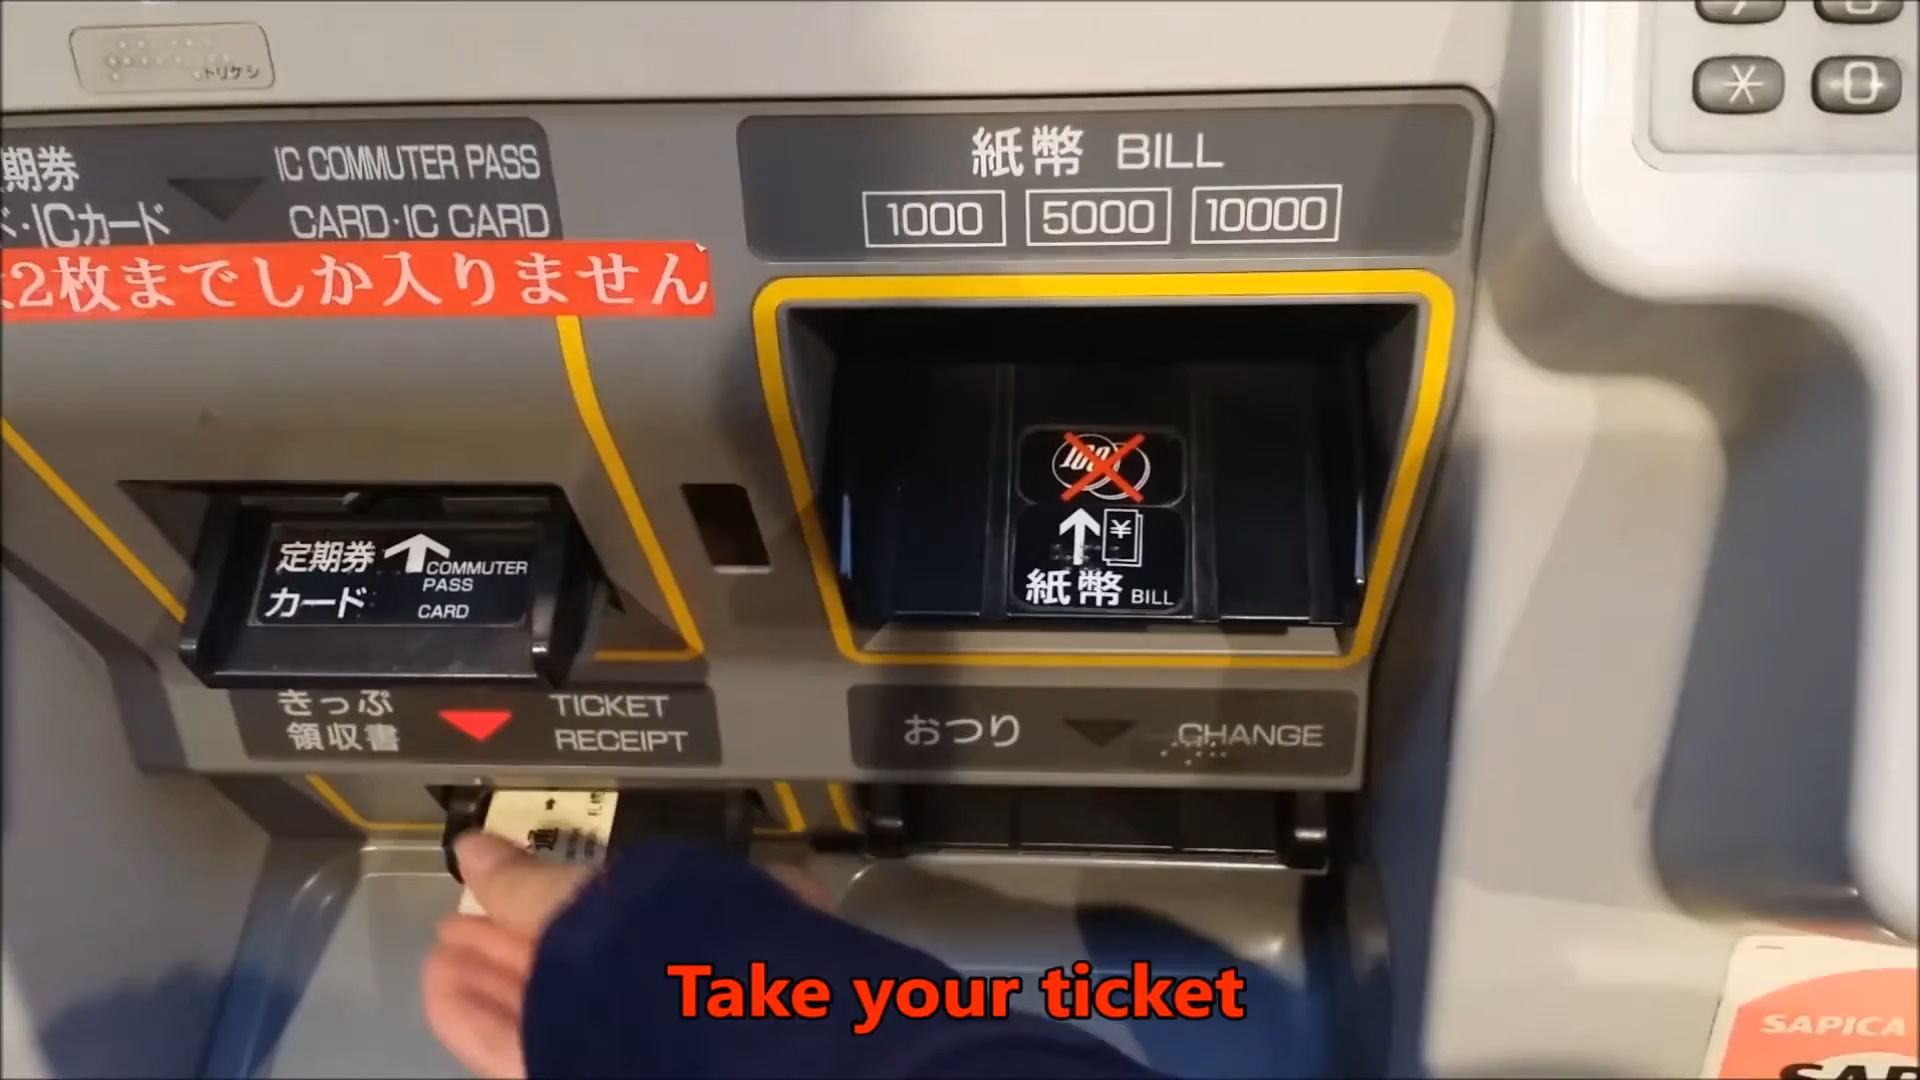 トリケシ
*
0
期券
IC COMMUTER PASS
ド・ICカード
CARD・IC CARD
2枚までしか入りません
紙幣 BILL
1000 5000 10000
定期券
COMMUTER
PASS
カード
CARD
¥
紙幣 BILL
きっぷ
TICKET
領収書
RECEIPT
おつり
CHANGE
通
Take your ticket
SAPICA